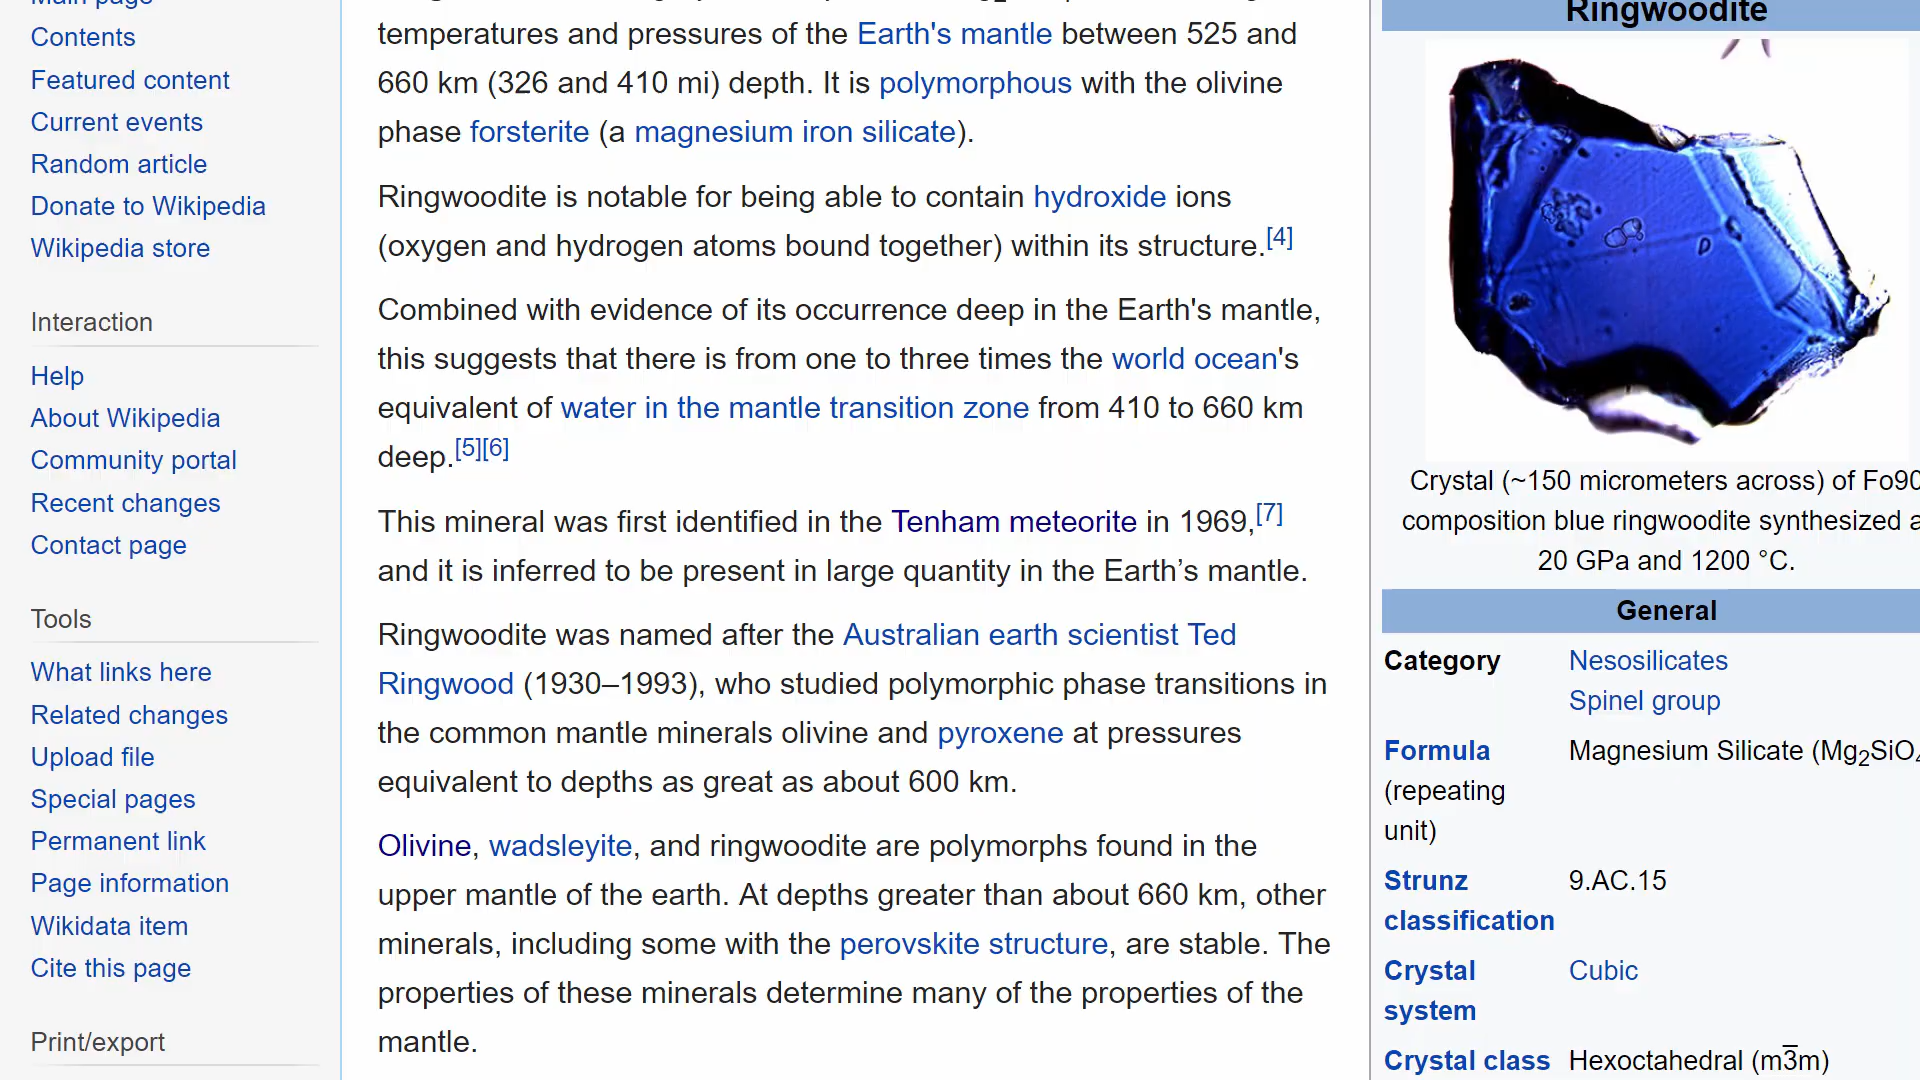 Contents
Featured content
Current events
Random article
Donate to Wikipedia
Wikipedia store
Interaction
Help
About Wikipedia
Community portal
Recent changes
Contact page
Tools
What links here
Related changes
Upload file
Special pages
Permanent link
Page information
Wikidata item
Cite this page
Print/export
temperatures and pressures of the Earth's mantle between 525 and
660 km (326 and 410 mi) depth. It is polymorphous with the olivine
phase forsterite (a magnesium iron silicate).
Ringwoodite is notable for being able to contain hydroxide ions
(oxygen and hydrogen atoms bound together) within its structure.[4]
Combined with evidence of its occurrence deep in the Earth's mantle,
this suggests that there is from one to three times the world ocean's
equivalent of water in the mantle transition zone from 410 to 660 km
deep.[5][6]
This mineral was first identified in the Tenham meteorite in 1969,[7]
and it is inferred to be present in large quantity in the Earth’s mantle.
Ringwoodite was named after the Australian earth scientist Ted
Ringwood (1930–1993), who studied polymorphic phase transitions in
the common mantle minerals olivine and pyroxene at pressures
equivalent to depths as great as about 600 km.
Olivine, wadsleyite, and ringwoodite are polymorphs found in the
upper mantle of the earth. At depths greater than about 660 km, other
minerals, including some with the perovskite structure, are stable. The
properties of these minerals determine many of the properties of the
mantle.
Ringwoodite
Crystal (~150 micrometers across) of Fo90
composition blue ringwoodite synthesized a
20 GPa and 1200 °C.
General
Category Nesosilicates
Spinel group
Formula Magnesium Silicate (Mg₂SiO₄
(repeating
unit)
Strunz 9.AC.15
classification
Crystal Cubic
system
Crystal class Hexoctahedral (m3̅m)